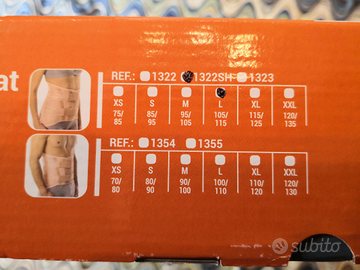 at
REF.: 1322 1322SH 1323
XS S M L XL XXL
75/ 85/ 95/ 105/ 115/ 120/
85 95 105 115 125 135
REF.: 1354 1355
XS S M L XL XXL
70/ 80/ 90/ 100/ 110/ 120/
80 90 100 110 120 130
subito